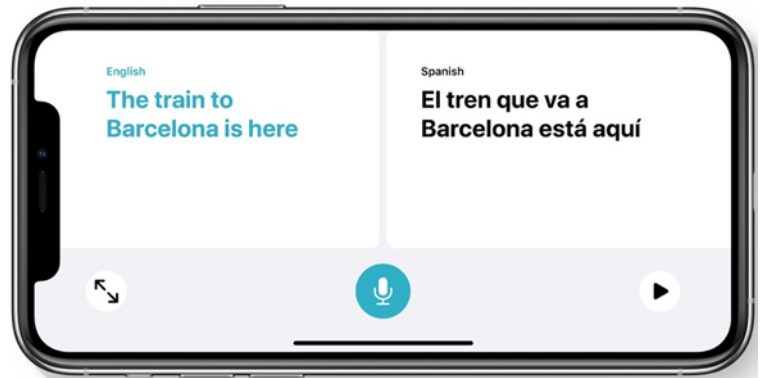 English
The train to
Barcelona is here
Spanish
El tren que va a
Barcelona está aquí